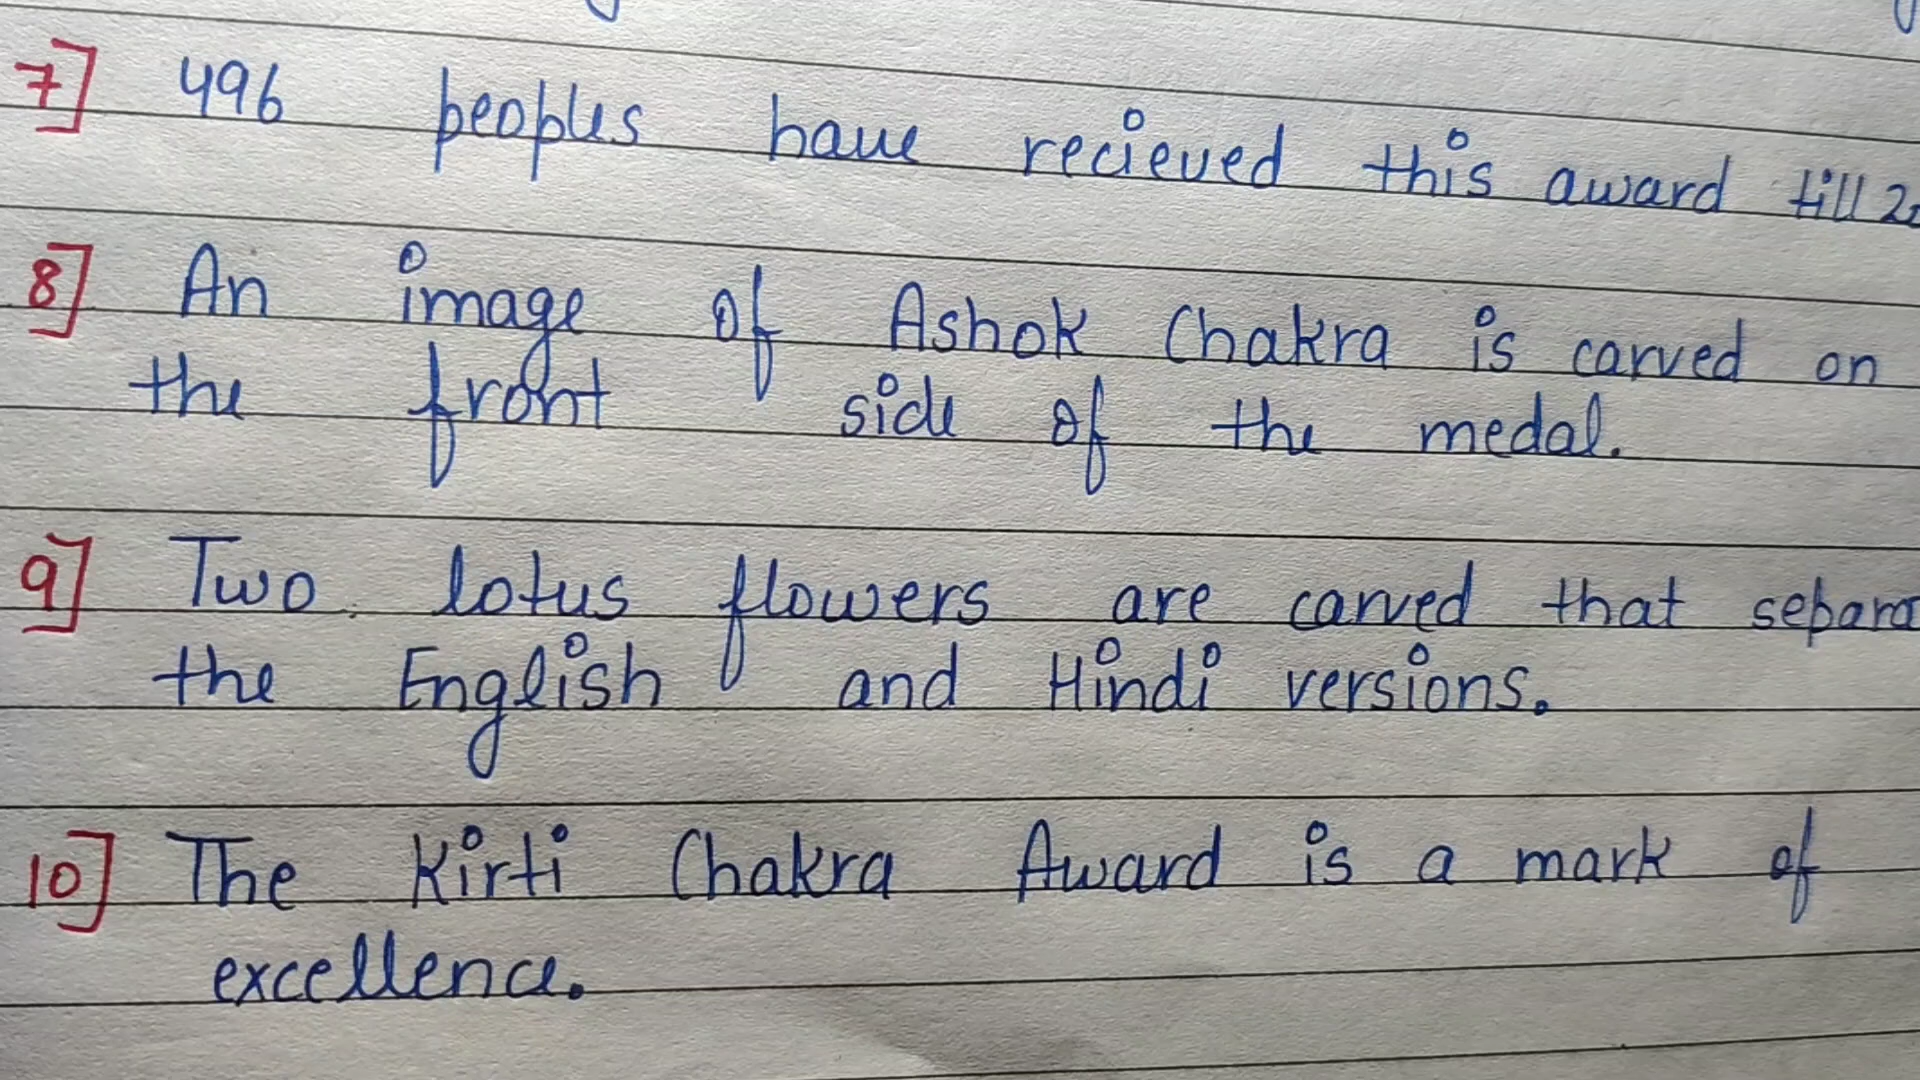 7] 496 peoples have recieved this award till
8] An image of Ashok Chakra is carved on
the front side of the medal.
9] Two lotus flowers are carved that
the English and Hindi versions.
10] The Kirti Chakra Award is a mark of
excellence.